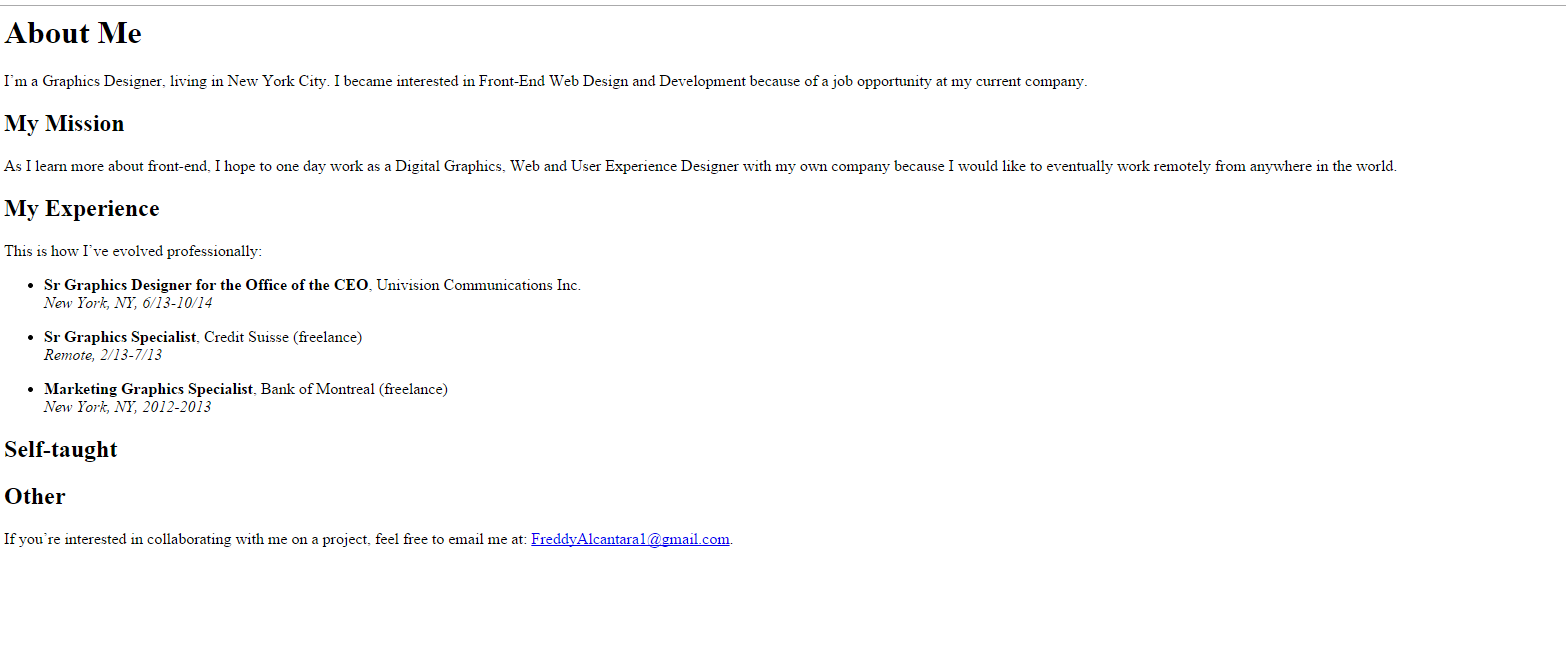 About Me
I’m a Graphics Designer, living in New York City. I became interested in Front-End Web Design and Development because of a job opportunity at my current company.
My Mission
As I learn more about front-end, I hope to one day work as a Digital Graphics, Web and User Experience Designer with my own company because I would like to eventually work remotely from anywhere in the world.
My Experience
This is how I’ve evolved professionally:
• Sr Graphics Designer for the Office of the CEO, Univision Communications Inc.
New York, NY, 6/13-10/14
• Sr Graphics Specialist, Credit Suisse (freelance)
Remote, 2/13-7/13
• Marketing Graphics Specialist, Bank of Montreal (freelance)
New York, NY, 2012-2013
Self-taught
Other
If you’re interested in collaborating with me on a project, feel free to email me at: FreddyAlcantara1@gmail.com.